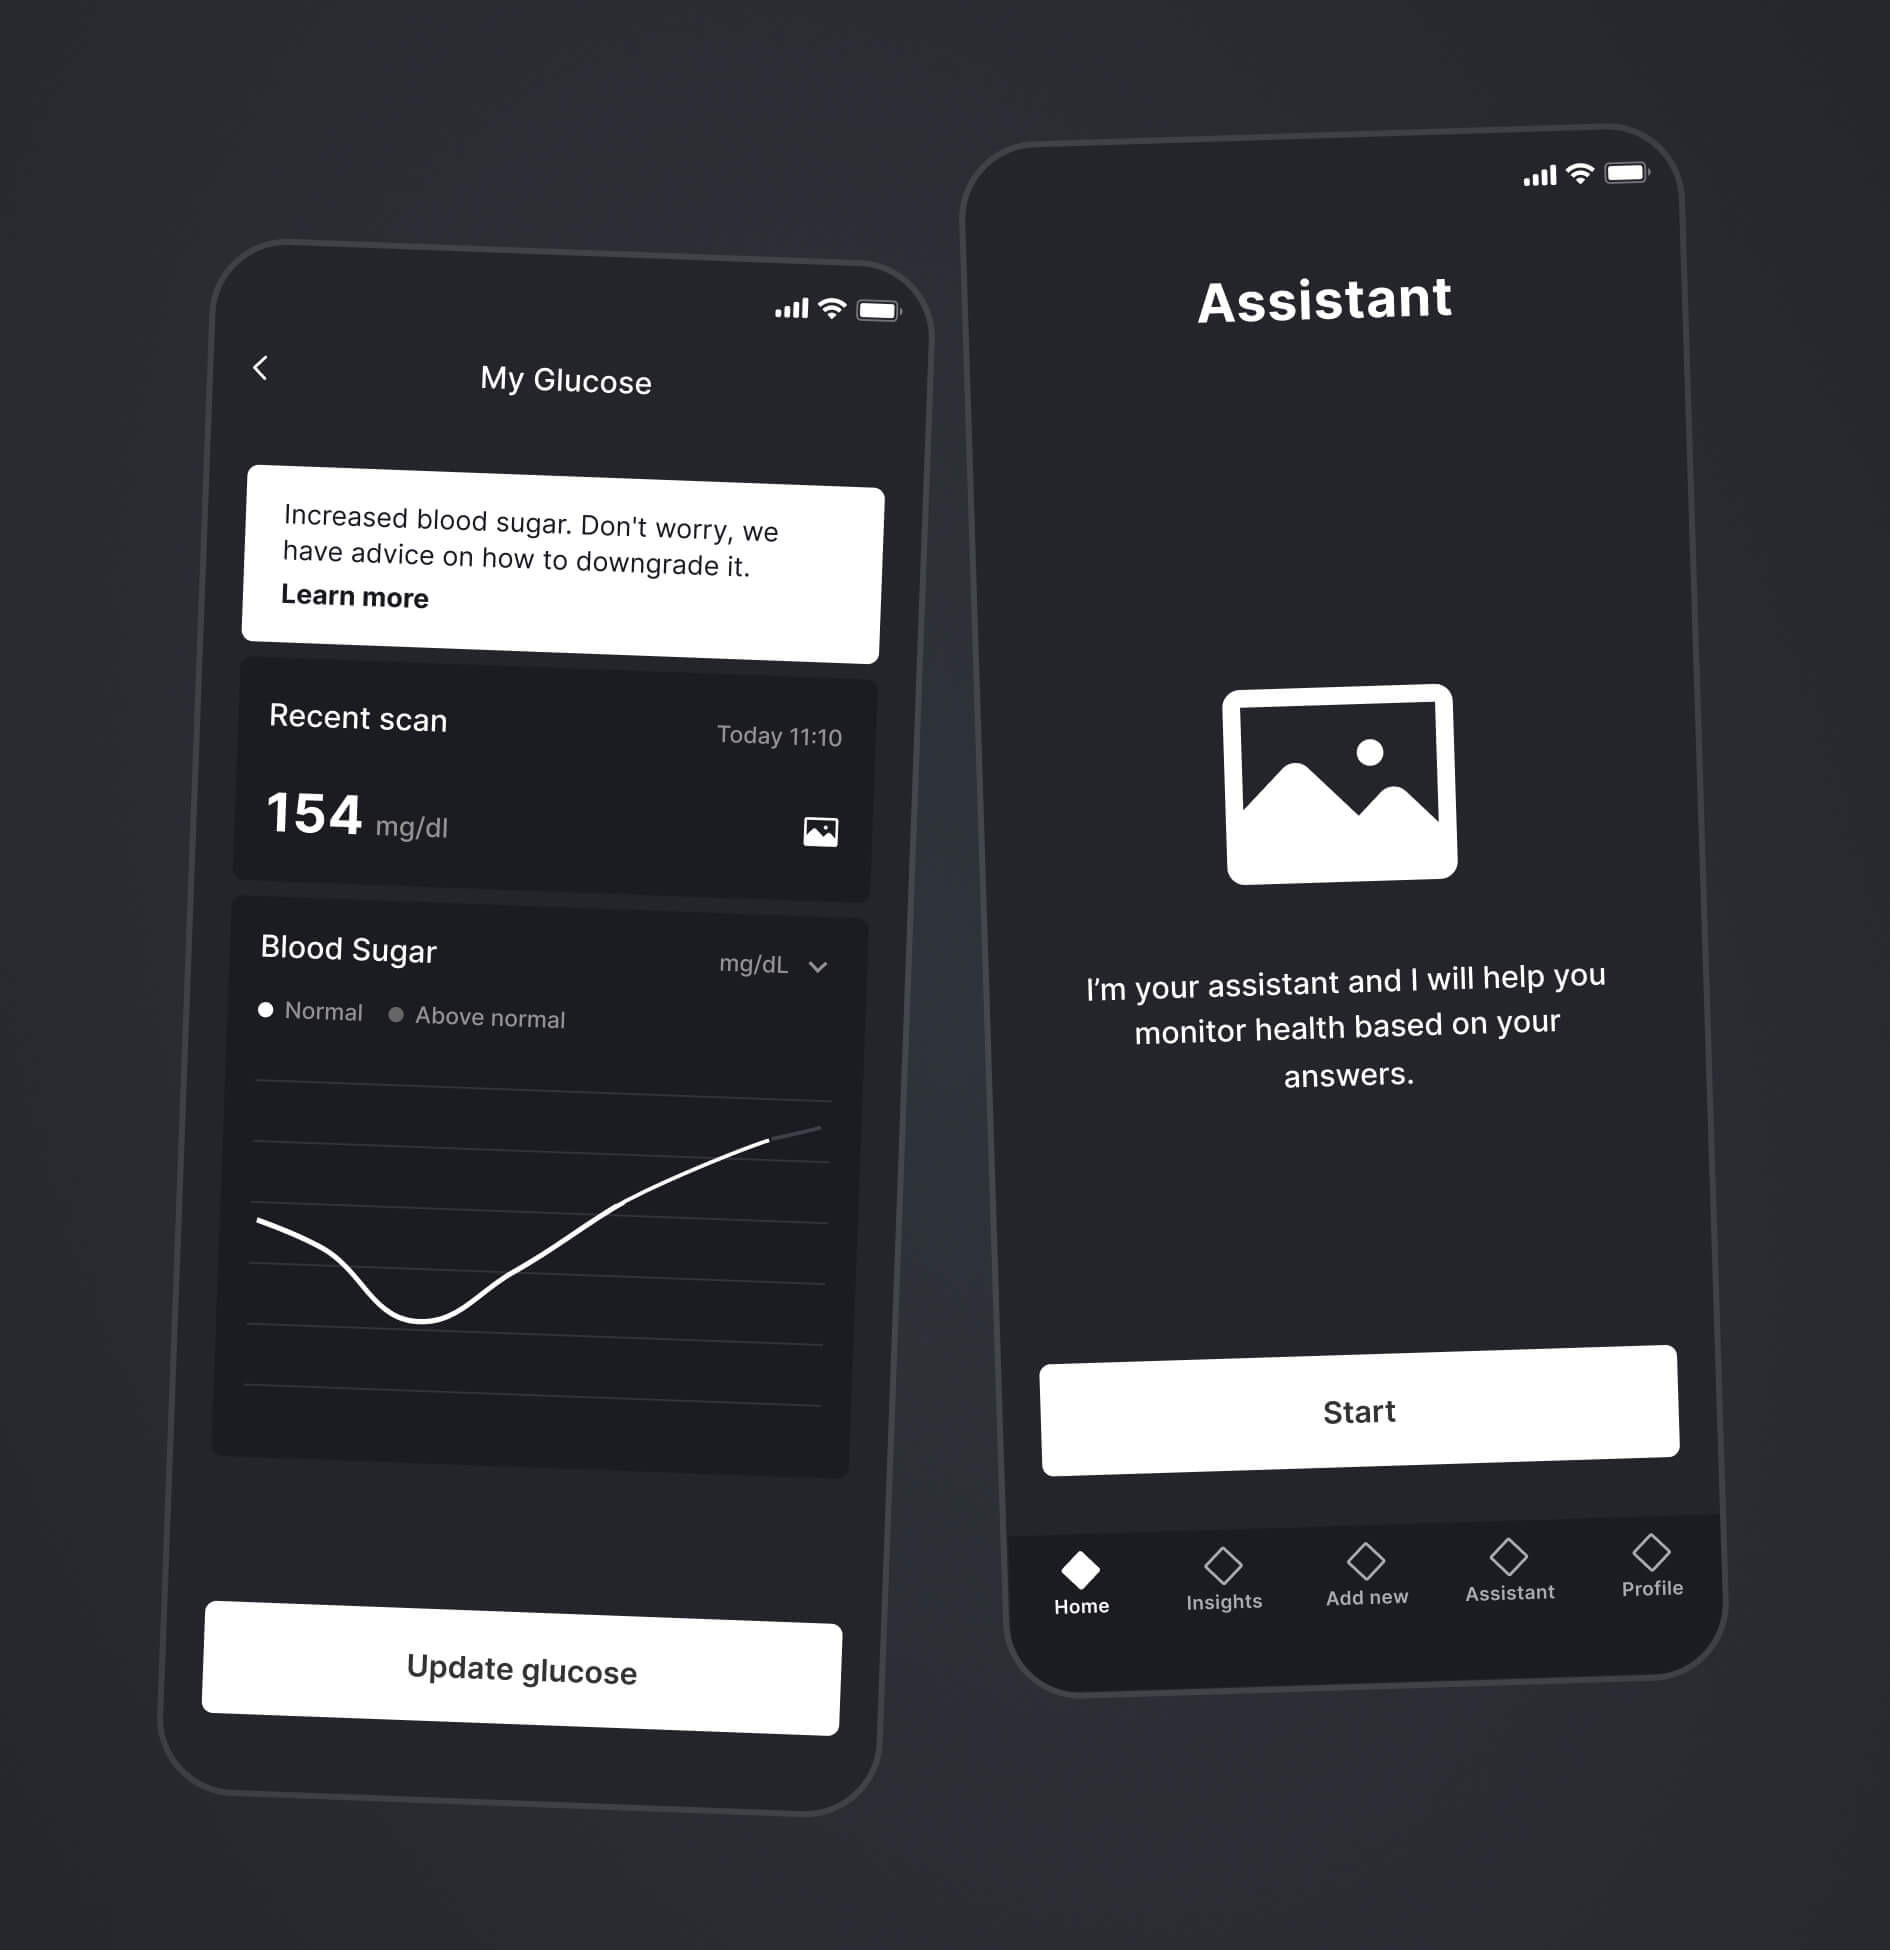 My Glucose
Increased blood sugar. Don't worry, we
have advice on how to downgrade it.
Learn more
Recent scan
Today 11:10
154 mg/dl
Blood Sugar
mg/dL
Normal
Above normal
Update glucose
Assistant
I’m your assistant and I will help you
monitor health based on your
answers.
Start
Home
Insights
Add new
Assistant
Profile